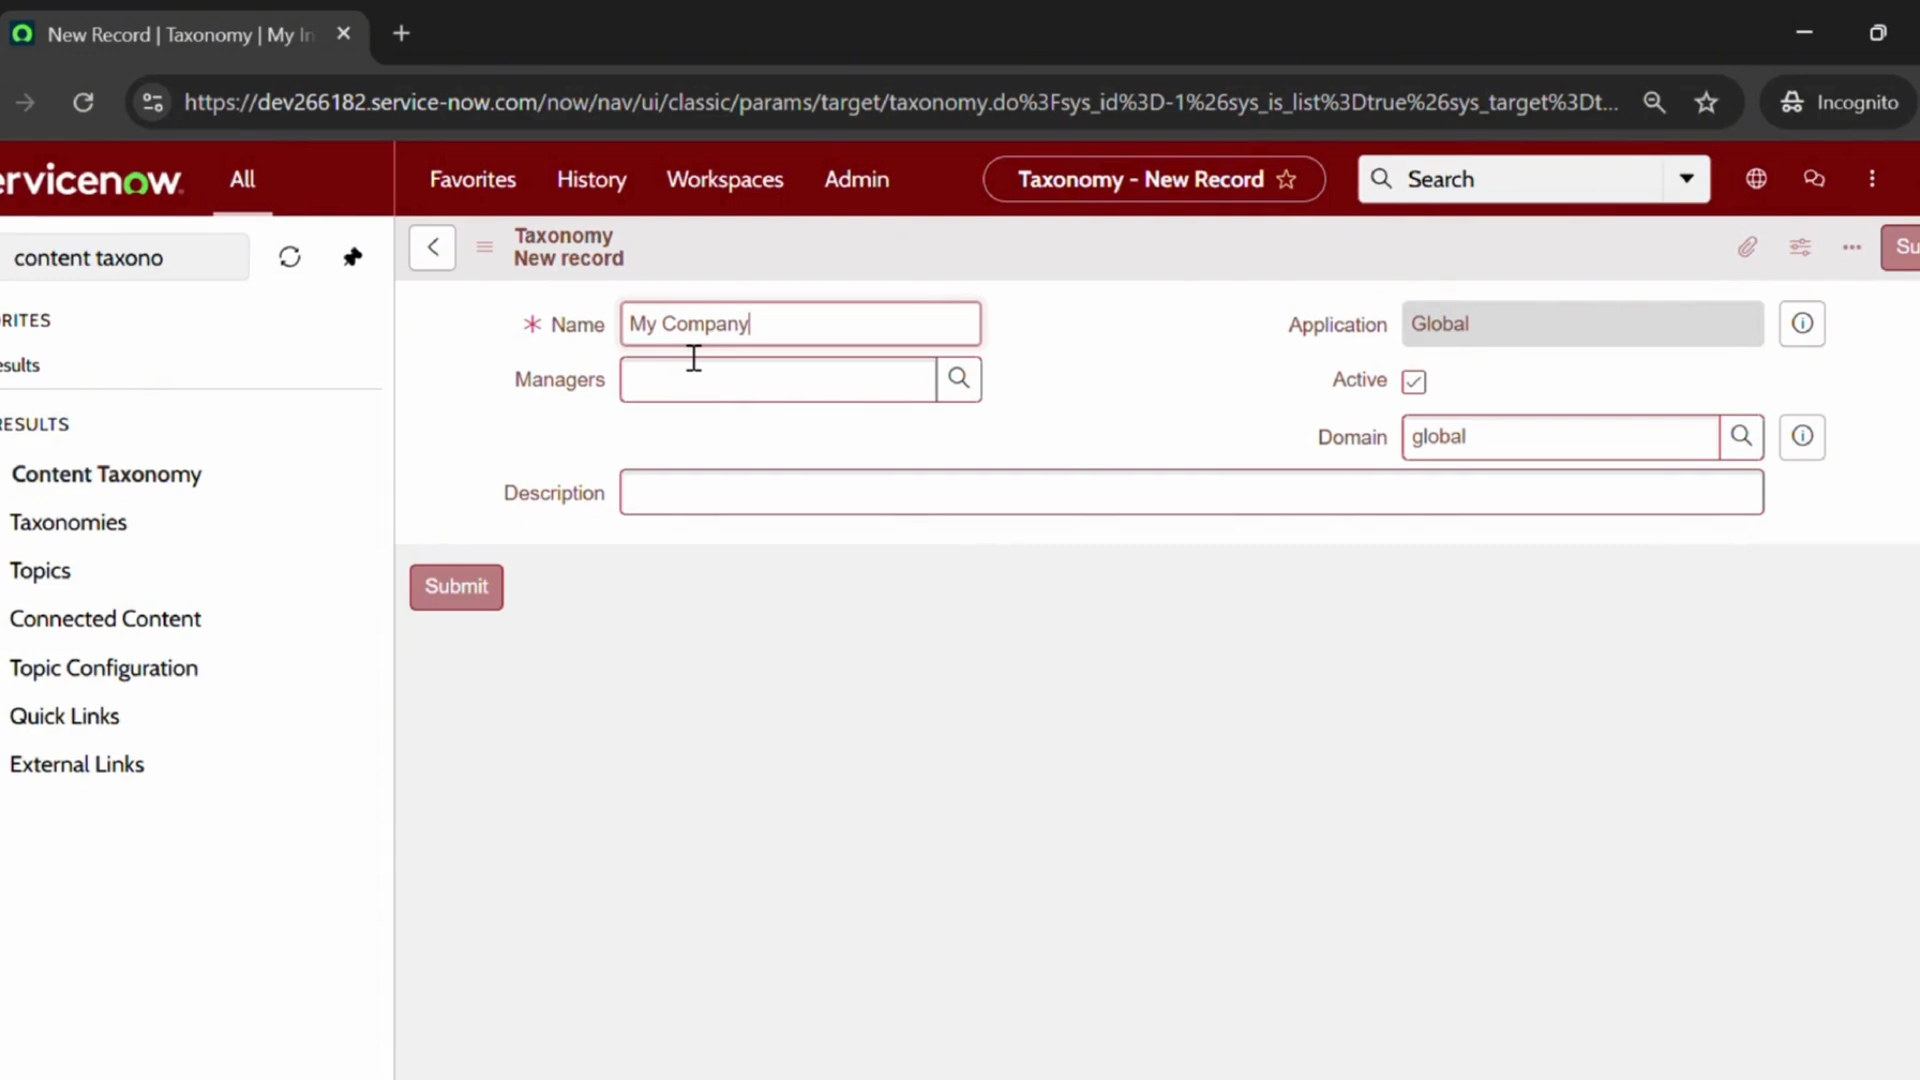 New Record | Taxonomy | My In
https://dev266182.service-now.com/now/nav/ui/classic/params/target/taxonomy.do%3Fsys_id%3D-1%26sys_is_list%3Dtrue%26sys_target%3Dt...
Incognito
ervicenow
All
Favorites
History
Workspaces
Admin
Taxonomy - New Record
Search
content taxono
Taxonomy
New record
Su
RITES
esults
RESULTS
Content Taxonomy
Taxonomies
Topics
Connected Content
Topic Configuration
Quick Links
External Links
Name
My Company
Managers
Application
Global
Active
Domain
global
Description
Submit